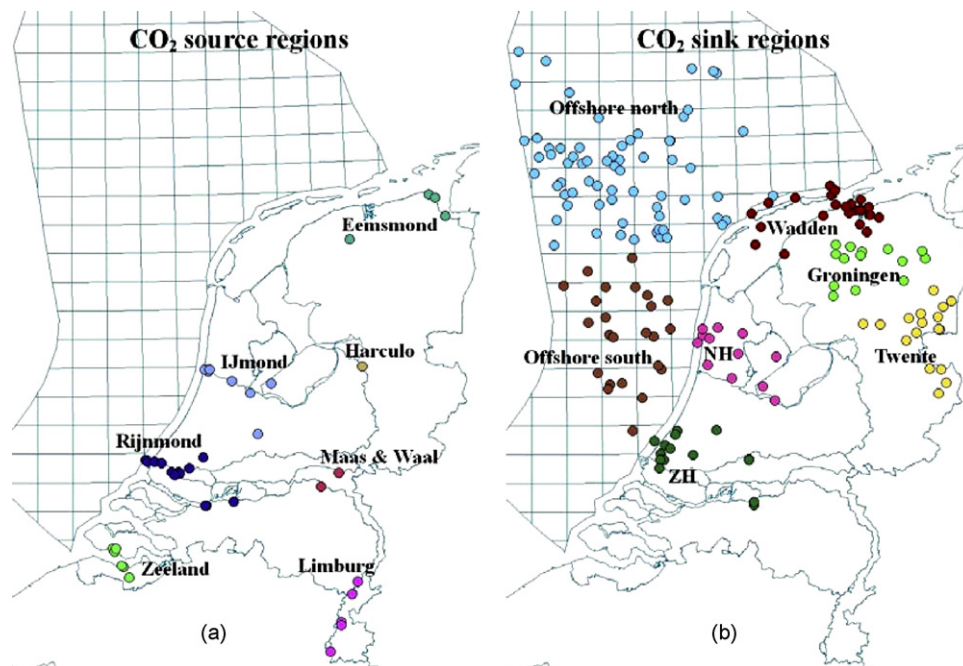 CO₂ source regions
Eemsmond
Harculo
IJmond
Rijnmond
Maas & Waal
Zeeland
Limburg
(a)
CO₂ sink regions
Offshore north
Wadden
Groningen
Offshore south
NH
Twente
ZH
(b)